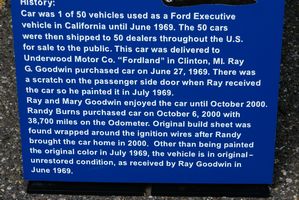 History:
Car was 1 of 50 vehicles used as a Ford Executive
vehicle in California until June 1969. The 50 cars
were then shipped to 50 dealers throughout the U.S.
for sale to the public. This car was delivered to
Underwood Motor Co. "Fordland" in Clinton, MI. Ray
G. Goodwin purchased car on June 27, 1969. There was
a scratch on the passenger side door when Ray received
the car so he painted it in July 1969.
Ray and Mary Goodwin enjoyed the car until October 2000.
Randy Burns purchased car on October 6, 2000 with
38,700 miles on the Odometer. Original build sheet was
found wrapped around the ignition wires after Randy
brought the car home in 2000. Other than being painted
the original color in July 1969, the vehicle is in original-
unrestored condition, as received by Ray Goodwin in
June 1969.